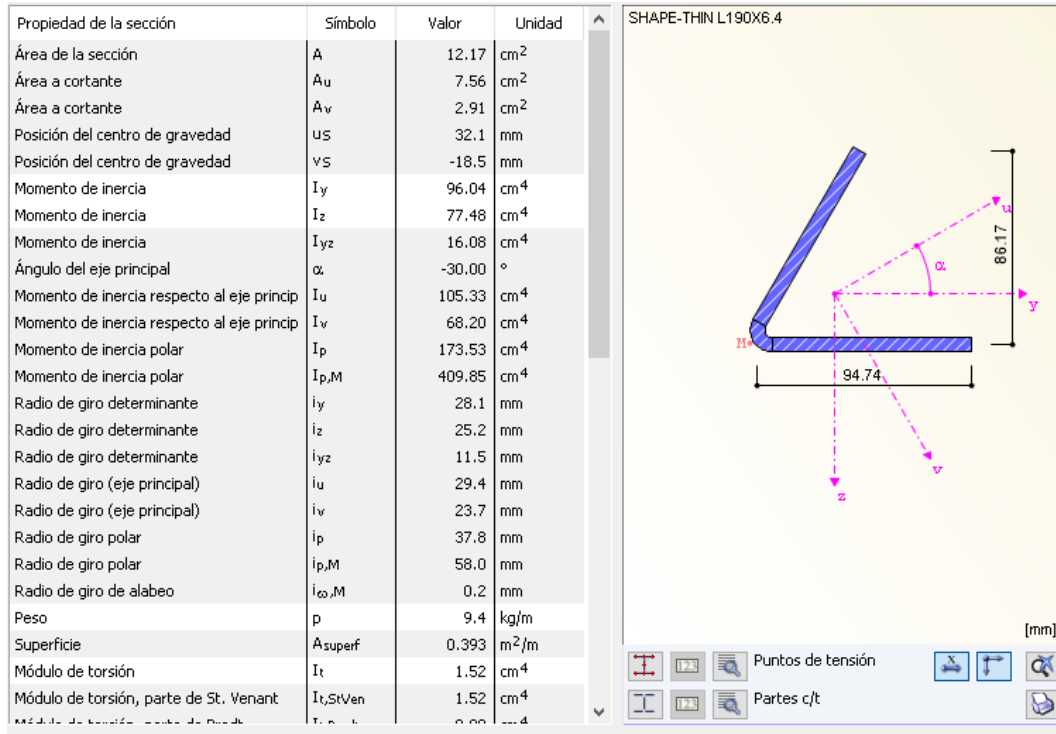 Propiedad de la sección Símbolo Valor Unidad
Área de la sección A 12.17 cm2
Área a cortante Au 7.56 cm2
Área a cortante Av 2.91 cm2
Posición del centro de gravedad us 32.1 mm
Posición del centro de gravedad vs -18.5 mm
Momento de inercia Iy 96.04 cm4
Momento de inercia Iz 77.48 cm4
Momento de inercia Iyz 16.08 cm4
Ángulo del eje principal α -30.00 °
Momento de inercia respecto al eje princip Iu 105.33 cm4
Momento de inercia respecto al eje princip Iv 68.20 cm4
Momento de inercia polar Ip 173.53 cm4
Momento de inercia polar Ip,M 409.85 cm4
Radio de giro determinante iy 28.1 mm
Radio de giro determinante iz 25.2 mm
Radio de giro determinante iyz 11.5 mm
Radio de giro (eje principal) iu 29.4 mm
Radio de giro (eje principal) iv 23.7 mm
Radio de giro polar ip 37.8 mm
Radio de giro polar ip,M 58.0 mm
Radio de giro de alabeo iω,M 0.2 mm
Peso p 9.4 kg/m
Superficie Asuperf 0.393 m2/m
Módulo de torsión It 1.52 cm4
Módulo de torsión, parte de St. Venant It,StVen 1.52 cm4
SHAPE-THIN L190X6.4
u
86.17
α
y
M
94.74
v
z
[mm]
Puntos de tensión
Partes c/t
123
123
x